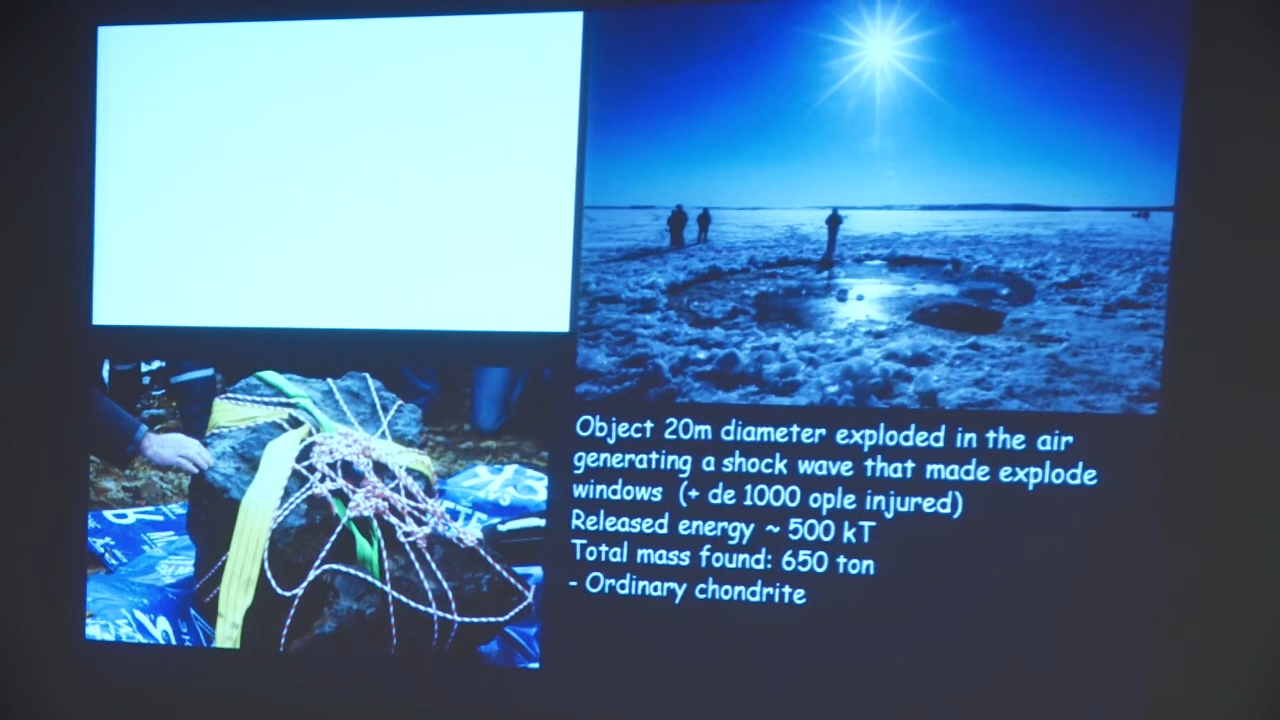 Object 20m diameter exploded in the air
generating a shock wave that made explode
windows (+ de 1000 ople injured)
Released energy ~ 500 kT
Total mass found: 650 ton
- Ordinary chondrite